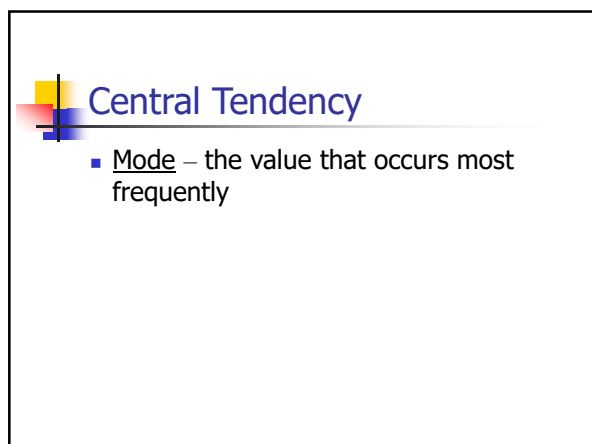 Central Tendency
Mode – the value that occurs most
frequently